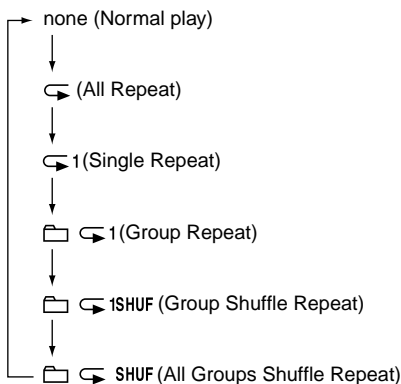 none (Normal play)
(All Repeat)
1 (Single Repeat)
1 (Group Repeat)
1SHUF (Group Shuffle Repeat)
SHUF (All Groups Shuffle Repeat)